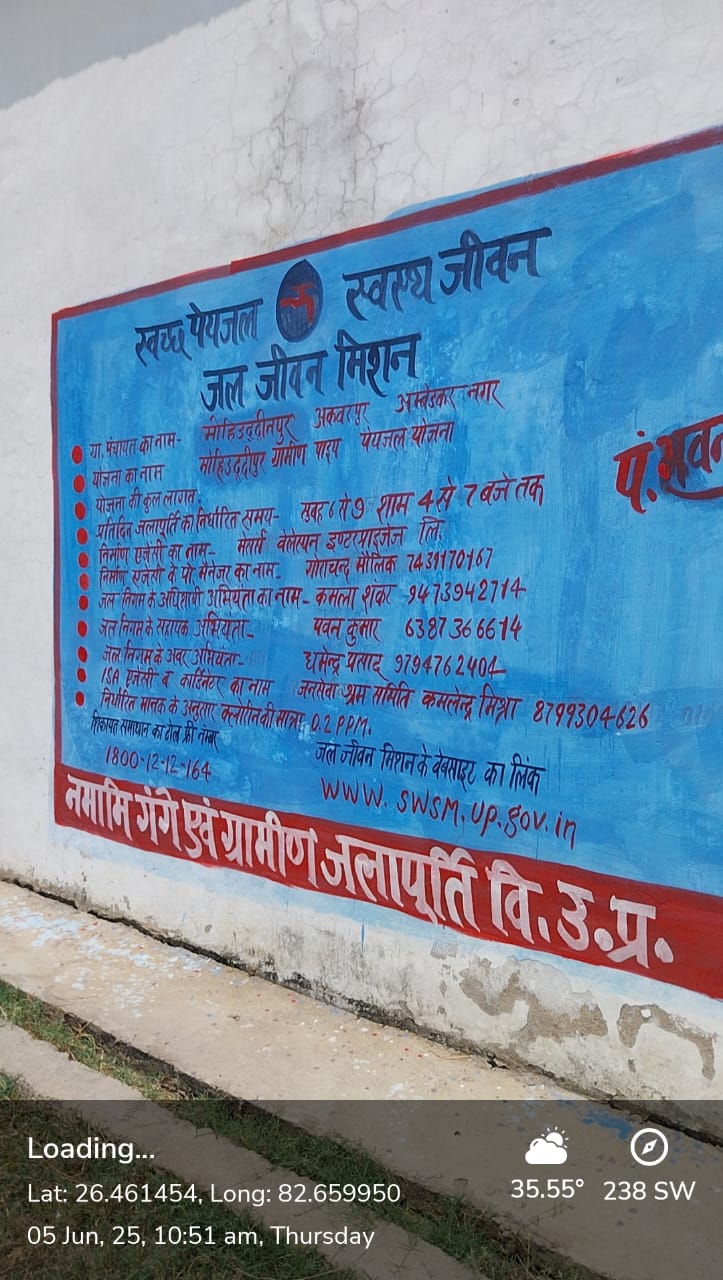 स्वच्छ पेयजल स्वस्थ जीवन
जल जीवन मिशन
ग्रा. पंचायत का नाम- मोहिउद्दीनपुर अकबरपुर अम्बेडकर नगर
योजना का नाम मोहिउद्दीपुर ग्रामीण पाइप पेयजल योजना
योजना की कुल लागत-
प्रतिदिन जलापूर्ति का निर्धारित समय- सुबह 6 से 9 शाम 4 से 7 बजे तक
निर्माण एजेंसी का नाम- मेसर्स वेलस्पन इण्टरप्राइजेज लि.
निर्माण एजेंसी के प्रो. मैनेजर का नाम- गोराचन्द मौलिक 7439170167
जल निगम के अधिशाषी अभियंता का नाम- कमला शंकर 9473942714
जल निगम के सहायक अभियंता- पवन कुमार 6387366614
जल निगम के अवर अभियंता- धर्मेन्द्र प्रसाद 9794762404
ISA एजेंसी व कार्डिनेटर का नाम जनसेवा श्रम समिति कमलेन्द्र मिश्रा 8799304626
निर्धारित मानक के अनुसार क्लोरिन की मात्रा 0.2 PPM.
शिकायत समाधान का टोल फ्री नम्बर
1800-12-12-164
जल जीवन मिशन के वेबसाइट का लिंक
WWW. SWSM. up.gov.in
नमामि गंगे एवं ग्रामीण जलापूर्ति वि. उ.प्र.
पं.भवन
Loading...
Lat: 26.461454, Long: 82.659950
05 Jun, 25, 10:51 am, Thursday
35.55°
238 SW